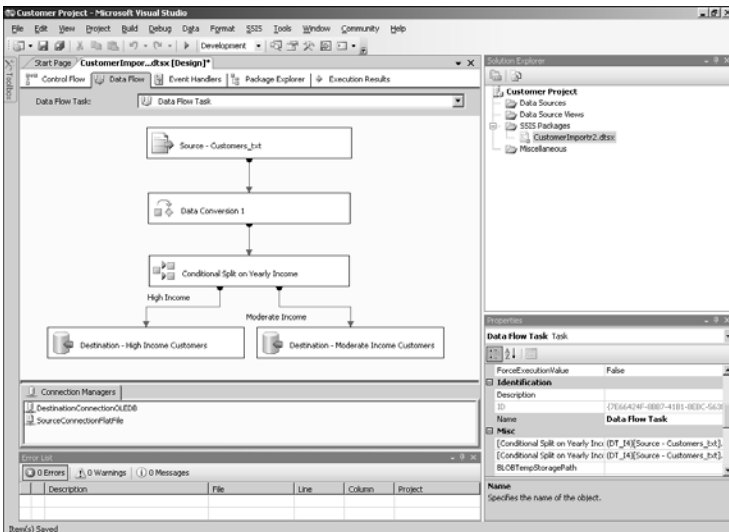 Customer Project - Microsoft Visual Studio
File Edit View Project Build Debug Data Format SSIS Tools Window Community Help
Development
Toolbox
Start Page CustomerImpor...dtsx [Design]*
Control Flow Data Flow Event Handlers Package Explorer Execution Results
Data Flow Task: Data Flow Task
Source - Customers_txt
Data Conversion 1
Conditional Split on Yearly Income
High Income
Moderate Income
Destination - High Income Customers
Destination - Moderate Income Customers
Connection Managers
DestinationConnectionOLEDB
SourceConnectionFlatFile
Error List
0 Errors 0 Warnings 0 Messages
Description File Line Column Project
Item(s) Saved
Solution Explorer
Customer Project
Data Sources
Data Source Views
SSIS Packages
CustomerImportr2.dtsx
Miscellaneous
Properties
Data Flow Task Task
ForceExecutionValue False
Identification
Description
ID
Name Data Flow Task
Misc
[Conditional Split on Yearly Inc (DT_I4)[Source - Customers_txt].
[Conditional Split on Yearly Inc (DT_I4)[Source - Customers_txt].
BLOBTempStoragePath
Name
Specifies the name of the object.